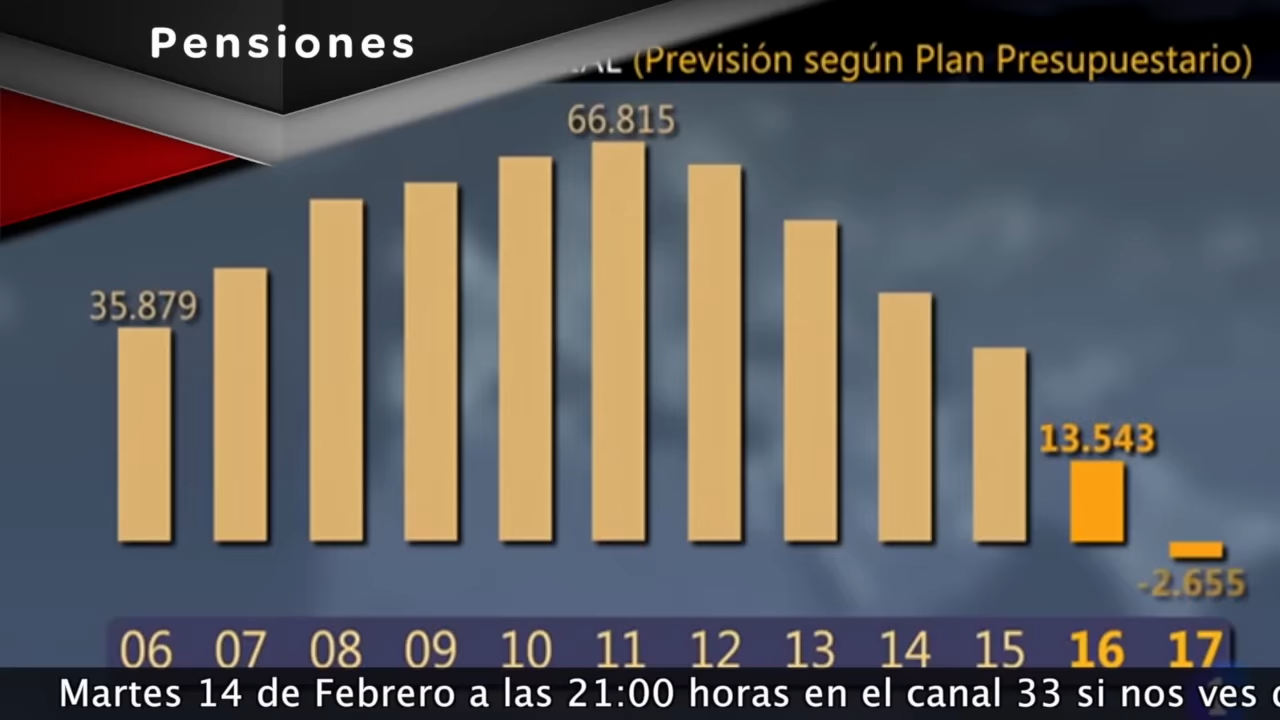 Pensiones
(Previsión según Plan Presupuestario)
66.815
35.879
13.543
-2.655
06 07 08 09 10 11 12 13 14 15 16 17
Martes 14 de Febrero a las 21:00 horas en el canal 33 si nos ves